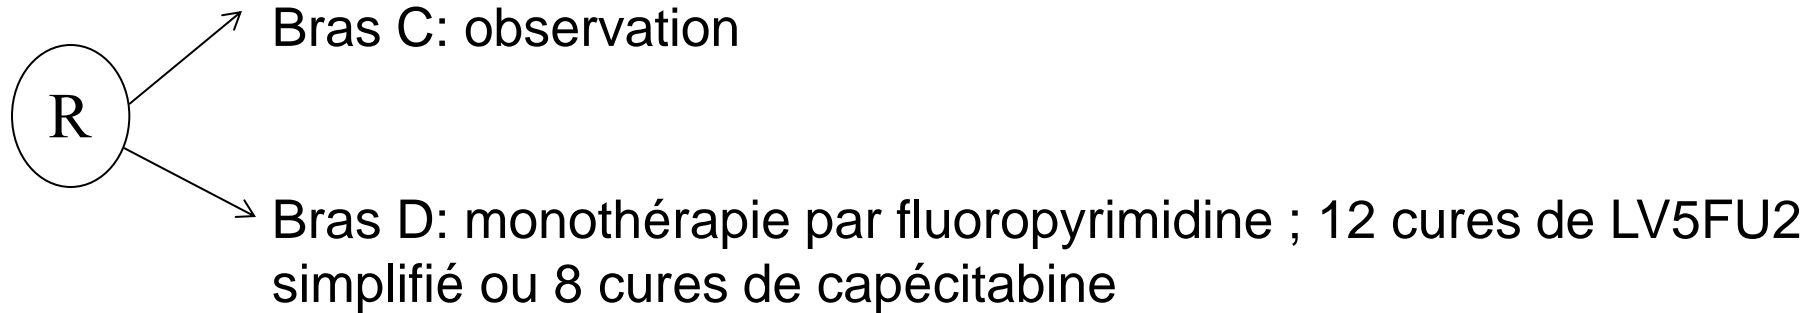 Bras C: observation
R
Bras D: monothérapie par fluoropyrimidine ; 12 cures de LV5FU2
simplifié ou 8 cures de capécitabine